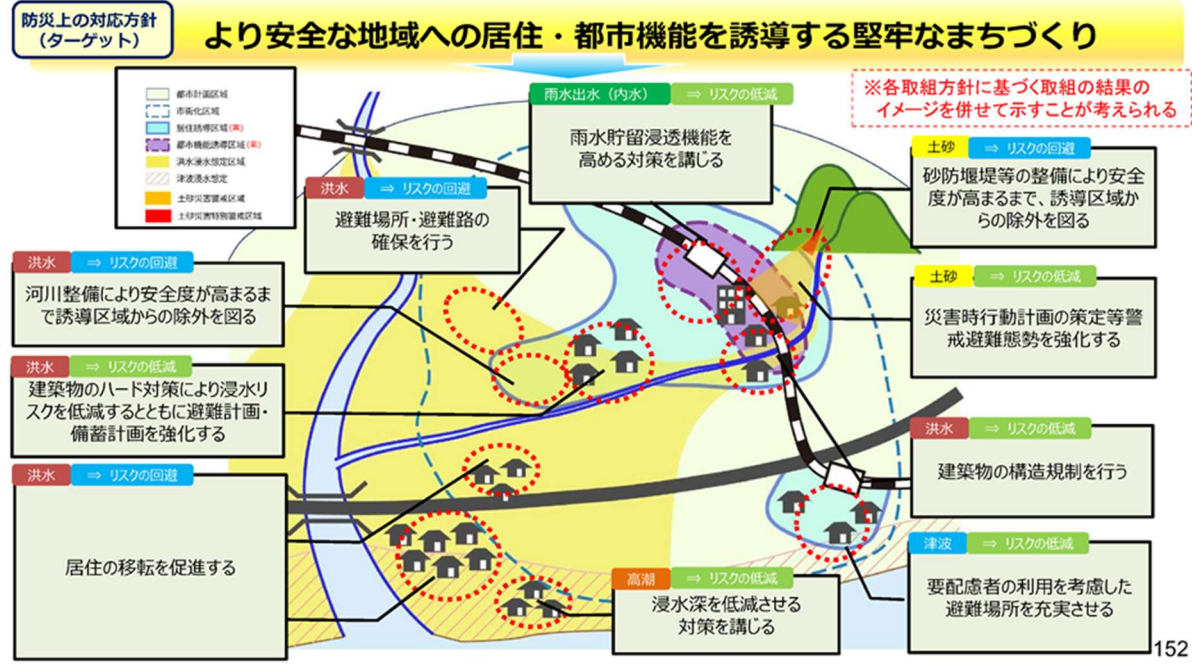 防災上の対応方針
（ターゲット）
より安全な地域への居住・都市機能を誘導する堅牢なまちづくり
都市計画区域
市街化区域
居住誘導区域(案)
都市機能誘導区域(案)
洪水浸水想定区域
津波浸水想定
土砂災害警戒区域
土砂災害特別警戒区域
雨水出水（内水） ⇒ リスクの低減
雨水貯留浸透機能を
高める対策を講じる
※各取組方針に基づく取組の結果の
イメージを併せて示すことが考えられる
土砂 ⇒ リスクの回避
砂防堰堤等の整備により安全
度が高まるまで、誘導区域か
らの除外を図る
洪水 ⇒ リスクの回避
避難場所・避難路の
確保を行う
洪水 ⇒ リスクの回避
河川整備により安全度が高まるま
で誘導区域からの除外を図る
土砂 ⇒ リスクの低減
災害時行動計画の策定等警
戒避難態勢を強化する
洪水 ⇒ リスクの低減
建築物のハード対策により浸水リ
スクを低減するとともに避難計画・
備蓄計画を強化する
洪水 ⇒ リスクの低減
建築物の構造規制を行う
洪水 ⇒ リスクの回避
居住の移転を促進する
高潮 ⇒ リスクの低減
浸水深を低減させる
対策を講じる
津波 ⇒ リスクの低減
要配慮者の利用を考慮した
避難場所を充実させる
152